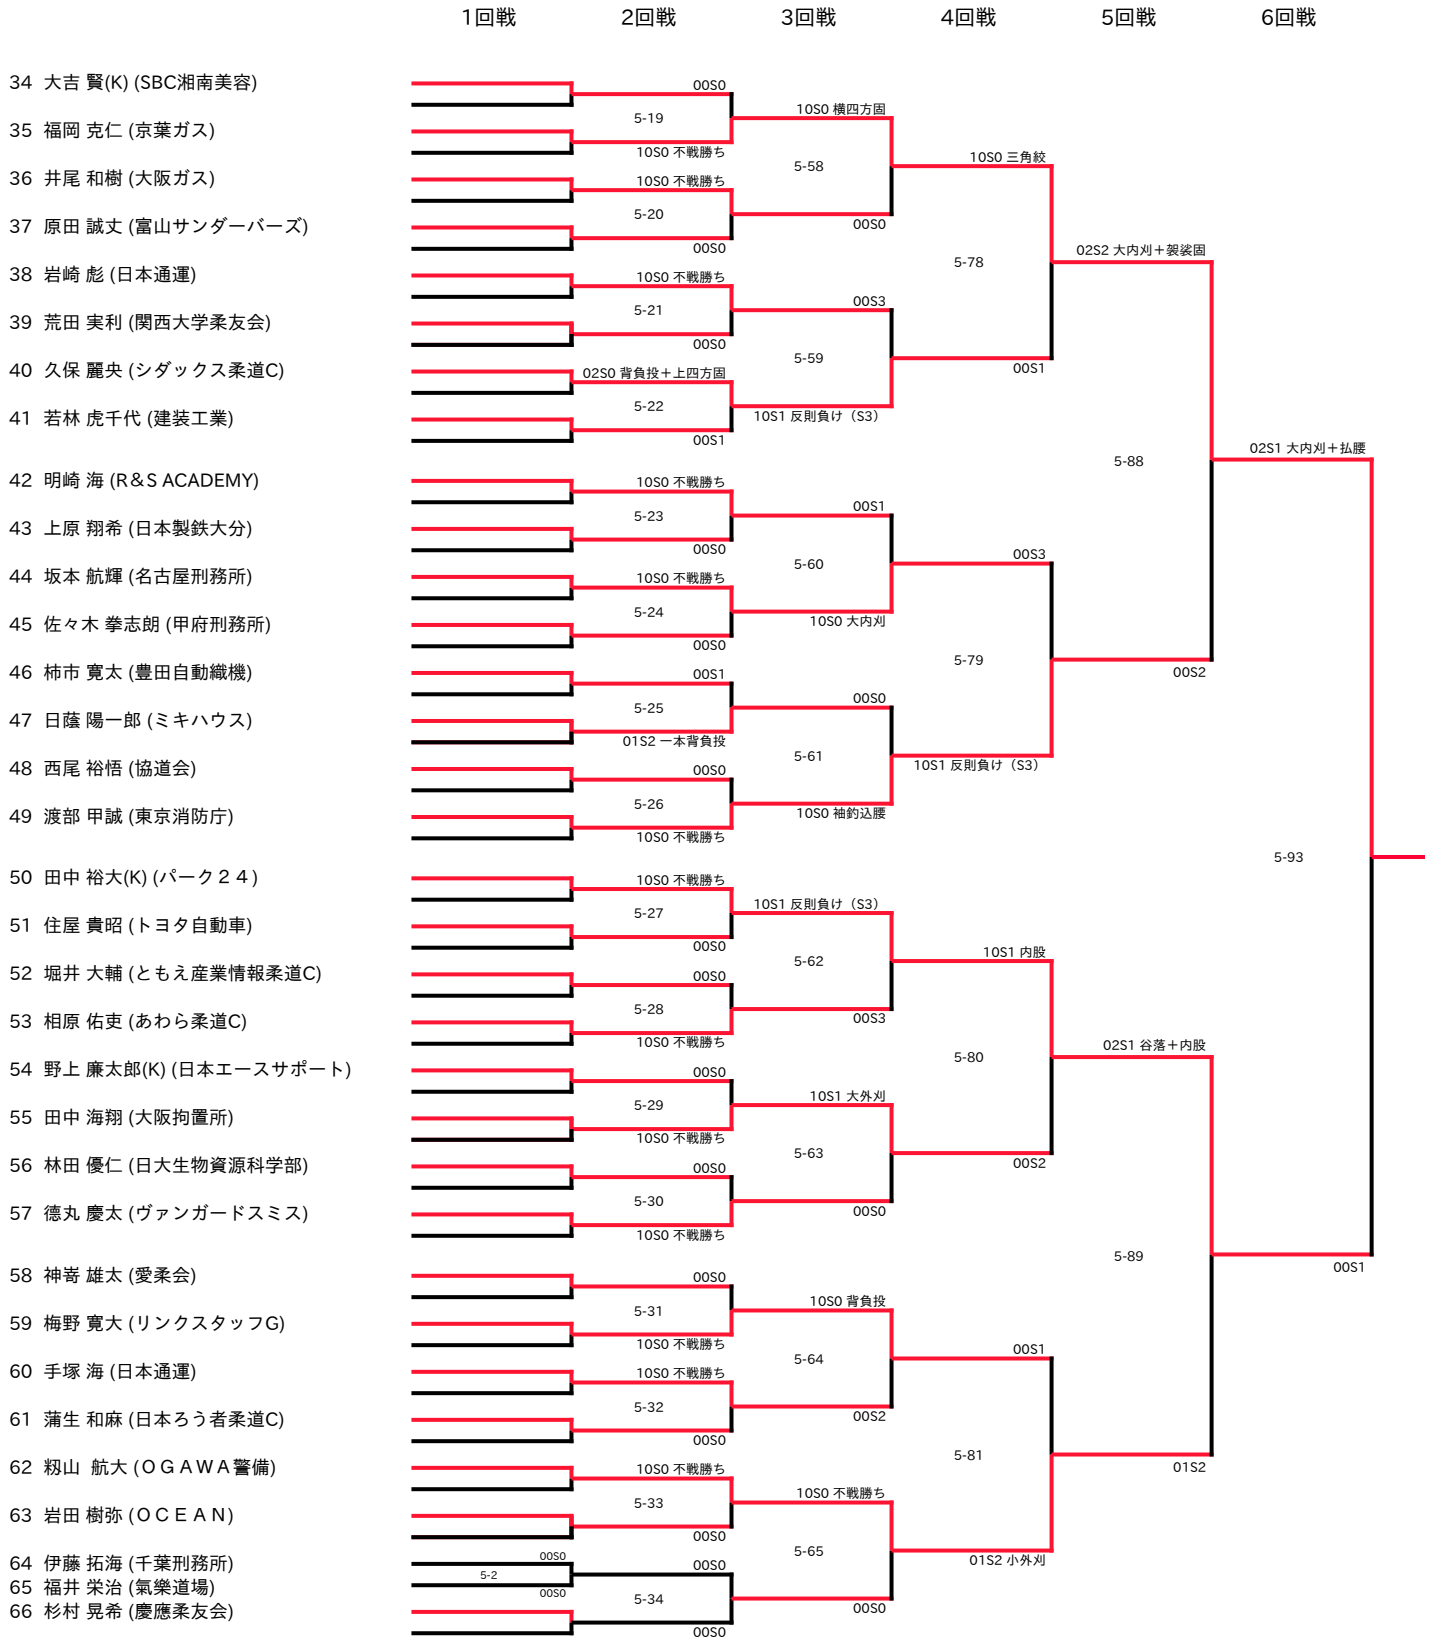 1回戦 2回戦 3回戦 4回戦 5回戦 6回戦
34 大吉 賢(K) (SBC湘南美容)
00S0
10S0 横四方固
5-19
35 福岡 克仁 (京葉ガス)
10S0 不戦勝ち
10S0 三角絞
5-58
36 井尾 和樹 (大阪ガス)
10S0 不戦勝ち
5-20
00S0
37 原田 誠丈 (富山サンダーバーズ)
00S0
02S2 大内刈+袈裟固
5-78
38 岩崎 彪 (日本通運)
10S0 不戦勝ち
00S3
5-21
39 荒田 実利 (関西大学柔友会)
00S0
5-59
00S1
40 久保 麗央 (シダックス柔道C)
02S0 背負投+上四方固
5-22
10S1 反則負け（S3）
41 若林 虎千代 (建装工業)
00S1
02S1 大内刈+払腰
5-88
42 明崎 海 (R&S ACADEMY)
10S0 不戦勝ち
00S1
5-23
43 上原 翔希 (日本製鉄大分)
00S0
00S3
5-60
44 坂本 航輝 (名古屋刑務所)
10S0 不戦勝ち
5-24
10S0 大内刈
45 佐々木 拳志朗 (甲府刑務所)
00S0
5-79
00S2
46 柿市 寛太 (豊田自動織機)
00S1
00S0
5-25
47 日蔭 陽一郎 (ミキハウス)
01S2 一本背負投
5-61
10S1 反則負け（S3）
48 西尾 裕悟 (協道会)
00S0
5-26
10S0 袖釣込腰
49 渡部 甲誠 (東京消防庁)
10S0 不戦勝ち
5-93
50 田中 裕大(K) (パーク２４)
10S0 不戦勝ち
10S1 反則負け（S3）
5-27
51 住屋 貴昭 (トヨタ自動車)
00S0
10S1 内股
5-62
52 堀井 大輔 (ともえ産業情報柔道C)
00S0
5-28
00S3
53 相原 佑吏 (あわら柔道C)
10S0 不戦勝ち
02S1 谷落+内股
5-80
54 野上 廉太郎(K) (日本エースサポート)
00S0
10S1 大外刈
5-29
55 田中 海翔 (大阪拘置所)
10S0 不戦勝ち
5-63
00S2
56 林田 優仁 (日大生物資源科学部)
00S0
5-30
00S0
57 德丸 慶太 (ヴァンガードスミス)
10S0 不戦勝ち
5-89
00S1
58 神嵜 雄太 (愛柔会)
00S0
10S0 背負投
5-31
59 梅野 寛大 (リンクスタッフG)
10S0 不戦勝ち
00S1
5-64
60 手塚 海 (日本通運)
10S0 不戦勝ち
5-32
00S2
61 蒲生 和麻 (日本ろう者柔道C)
00S0
5-81
01S2
62 籾山 航大 (ＯＧＡＷＡ警備)
10S0 不戦勝ち
10S0 不戦勝ち
5-33
63 岩田 樹弥 (ＯＣＥＡＮ)
00S0
5-65
01S2 小外刈
64 伊藤 拓海 (千葉刑務所)
00S0
00S0
5-2
65 福井 栄治 (氣樂道場)
00S0
5-34
00S0
66 杉村 晃希 (慶應柔友会)
00S0